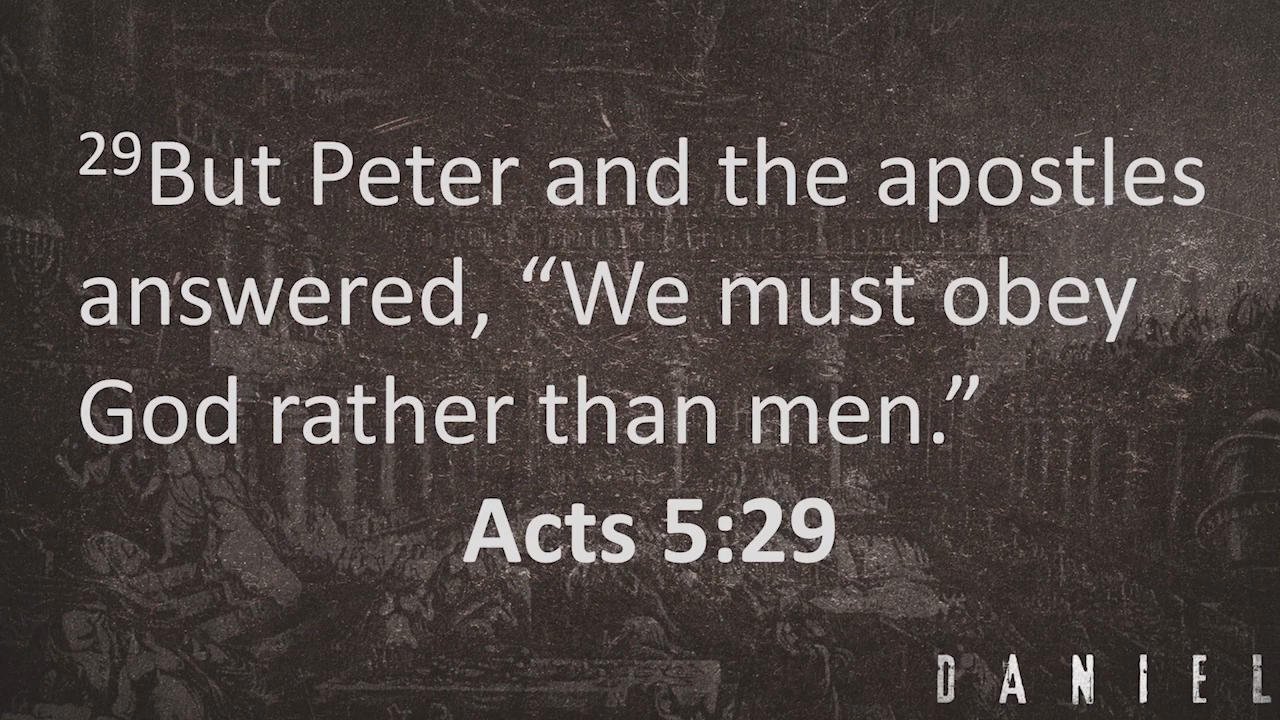 29But Peter and the apostles
answered, “We must obey
God rather than men.”
Acts 5:29
DANIEL